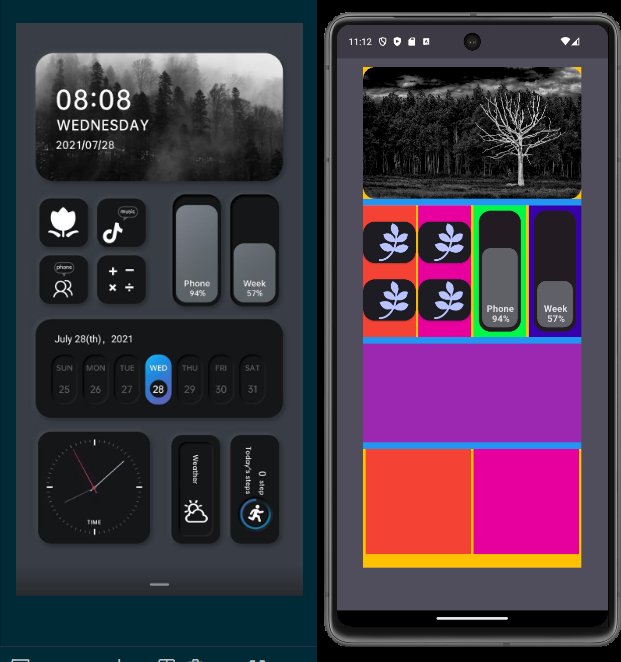 08:08
WEDNESDAY
2021/07/28
music
phone
Phone
94%
Week
57%
July 28(th), 2021
SUN MON TUE WED THU FRI SAT
25 26 27 28 29 30 31
TIME
Weather
0 step
Today's steps
11:12
Phone
94%
Week
57%